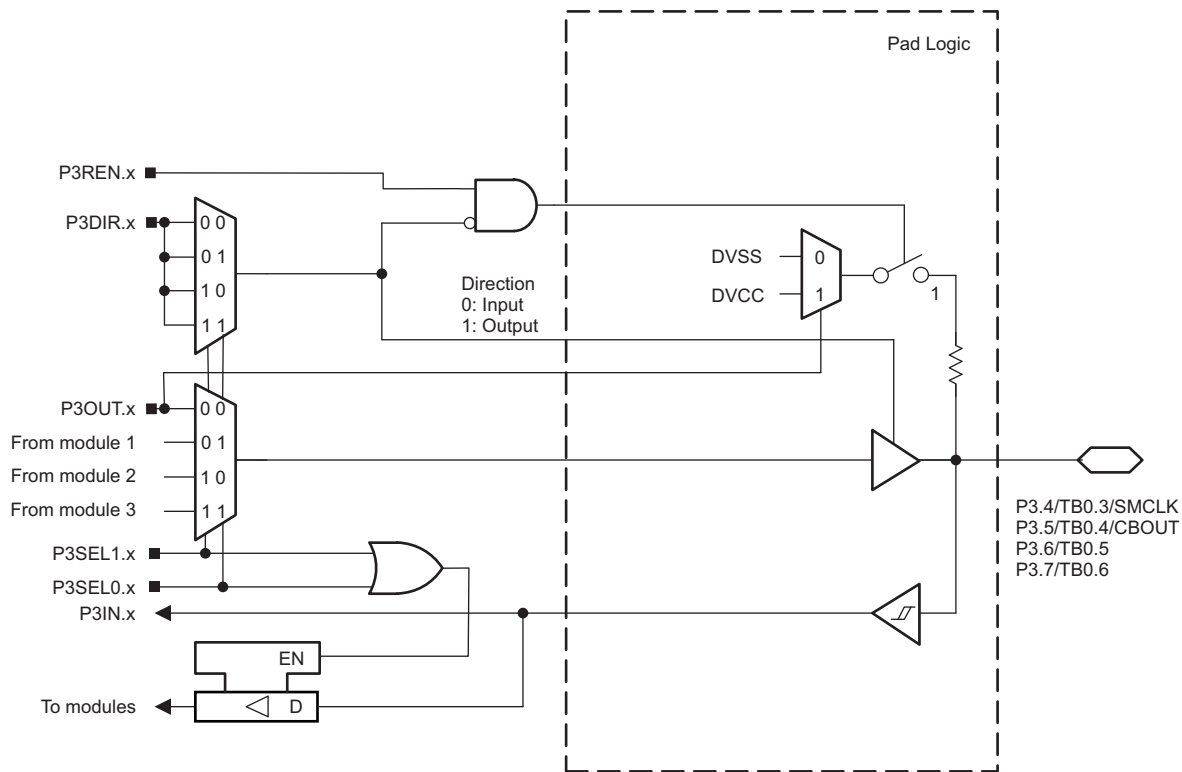 Pad Logic
P3REN.x
P3DIR.x
0 0
0 1
1 0
1 1
Direction
0: Input
1: Output
DVSS
DVCC
0
1
1
P3OUT.x
From module 1
From module 2
From module 3
0 0
0 1
1 0
1 1
P3SEL1.x
P3SEL0.x
P3IN.x
EN
D
To modules
P3.4/TB0.3/SMCLK
P3.5/TB0.4/CBOUT
P3.6/TB0.5
P3.7/TB0.6